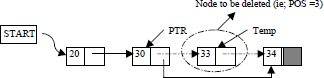 Node to be deleted (ie; POS =3)
START
PTR
Temp
20
30
33
34